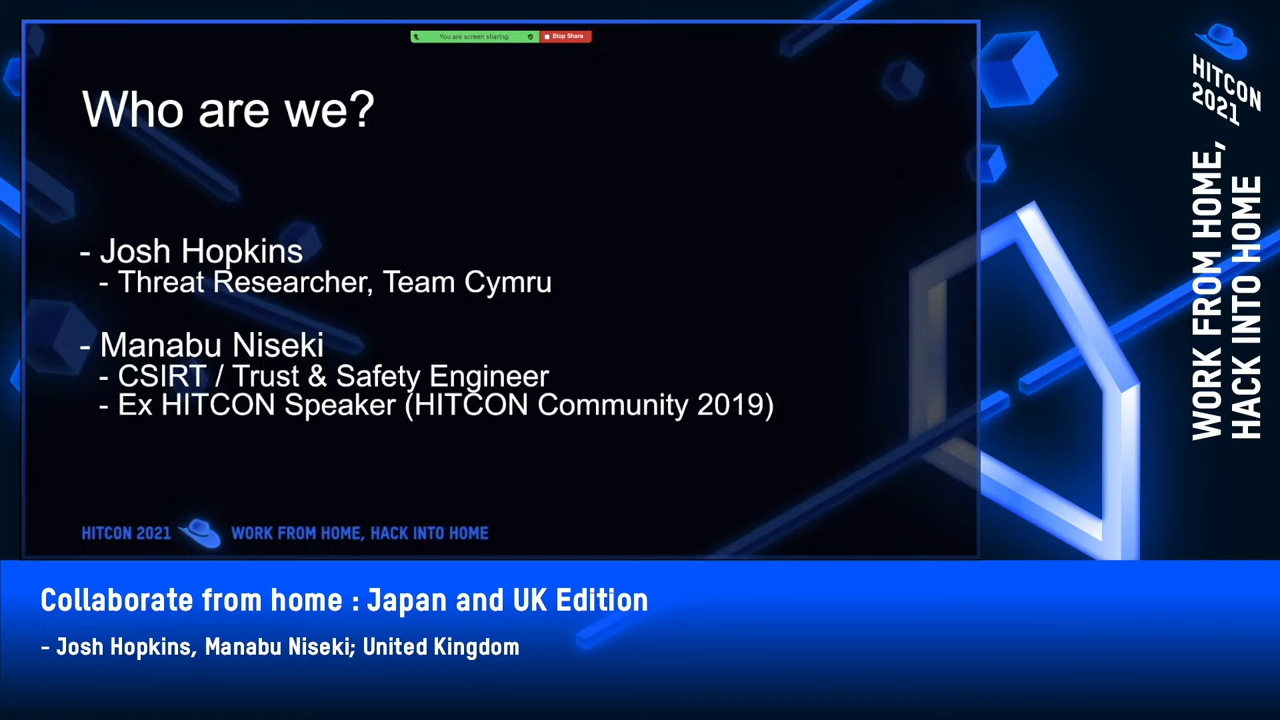 You are screen sharing
Stop Share
Who are we?
- Josh Hopkins
- Threat Researcher, Team Cymru
- Manabu Niseki
- CSIRT / Trust & Safety Engineer
- Ex HITCON Speaker (HITCON Community 2019)
HITCON 2021 WORK FROM HOME, HACK INTO HOME
HITCON
2021
WORK FROM HOME,
HACK INTO HOME
Collaborate from home : Japan and UK Edition
- Josh Hopkins, Manabu Niseki; United Kingdom